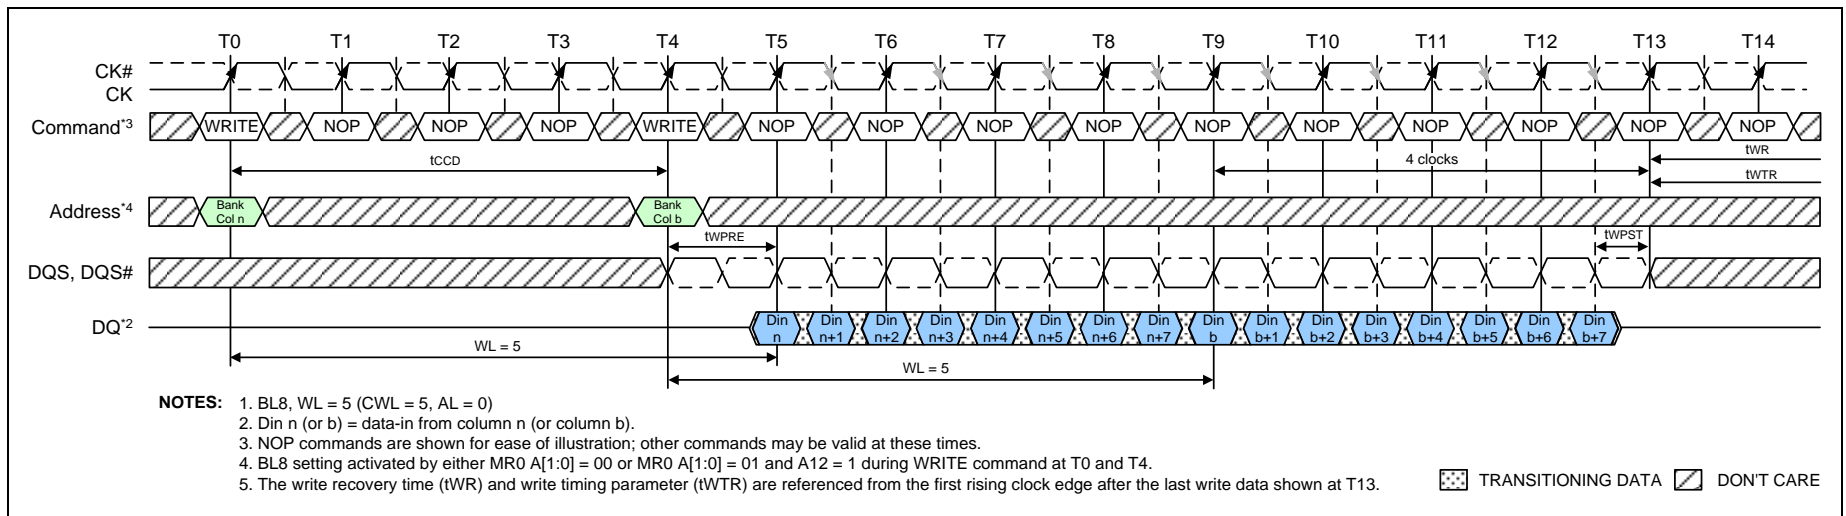 T0 T1 T2 T3 T4 T5 T6 T7 T8 T9 T10 T11 T12 T13 T14
CK#
CK
Command*3 WRITE NOP NOP NOP WRITE NOP NOP NOP NOP NOP NOP NOP NOP NOP NOP
tCCD 4 clocks tWR
tWTR
Address*4 Bank Col n Bank Col b
tWPRE tWPST
DQS, DQS#
DQ*2 Din n Din n+1 Din n+2 Din n+3 Din n+4 Din n+5 Din n+6 Din n+7 Din b Din b+1 Din b+2 Din b+3 Din b+4 Din b+5 Din b+6 Din b+7
WL = 5
WL = 5
NOTES: 1. BL8, WL = 5 (CWL = 5, AL = 0)
2. Din n (or b) = data-in from column n (or column b).
3. NOP commands are shown for ease of illustration; other commands may be valid at these times.
4. BL8 setting activated by either MR0 A[1:0] = 00 or MR0 A[1:0] = 01 and A12 = 1 during WRITE command at T0 and T4.
5. The write recovery time (tWR) and write timing parameter (tWTR) are referenced from the first rising clock edge after the last write data shown at T13.
TRANSITIONING DATA DON'T CARE